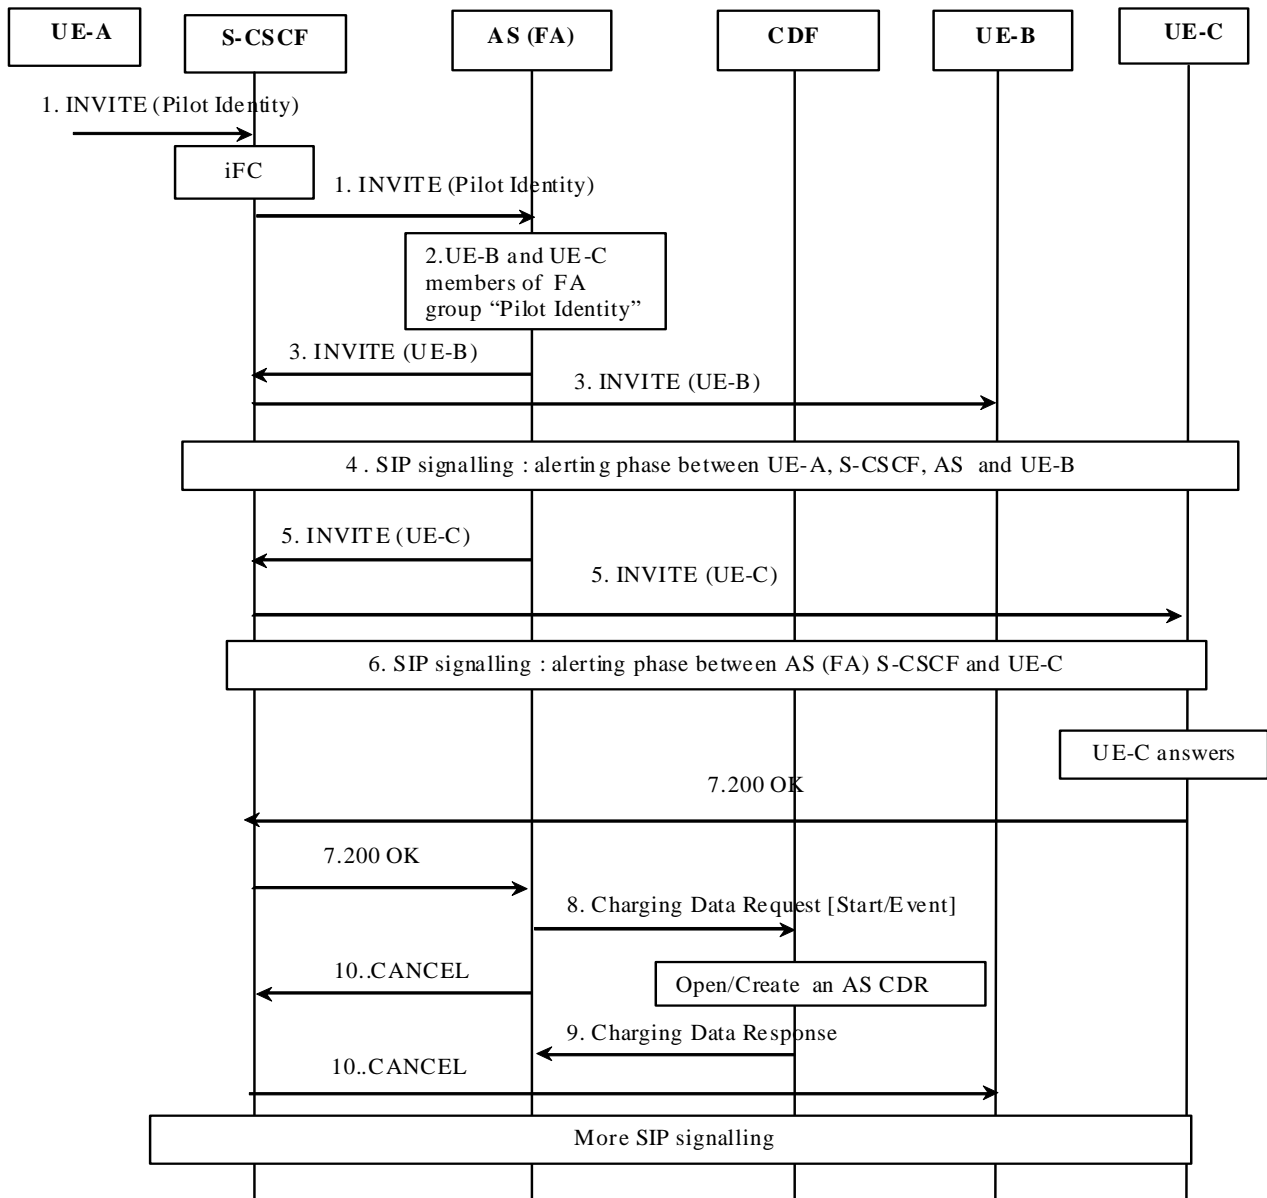 UE-A
S-CSCF
AS (FA)
CDF
UE-B
UE-C
1. INVITE (Pilot Identity)
iFC
1. INVITE (Pilot Identity)
2.UE-B and UE-C
members of FA
group “Pilot Identity”
3. INVITE (UE-B)
3. INVITE (UE-B)
4 . SIP signalling : alerting phase between UE-A, S-CSCF, AS and UE-B
5. INVITE (UE-C)
5. INVITE (UE-C)
6. SIP signalling : alerting phase between AS (FA) S-CSCF and UE-C
UE-C answers
7.200 OK
7.200 OK
8. Charging Data Request [Start/Event]
10..CANCEL
Open/Create an AS CDR
9. Charging Data Response
10..CANCEL
More SIP signalling